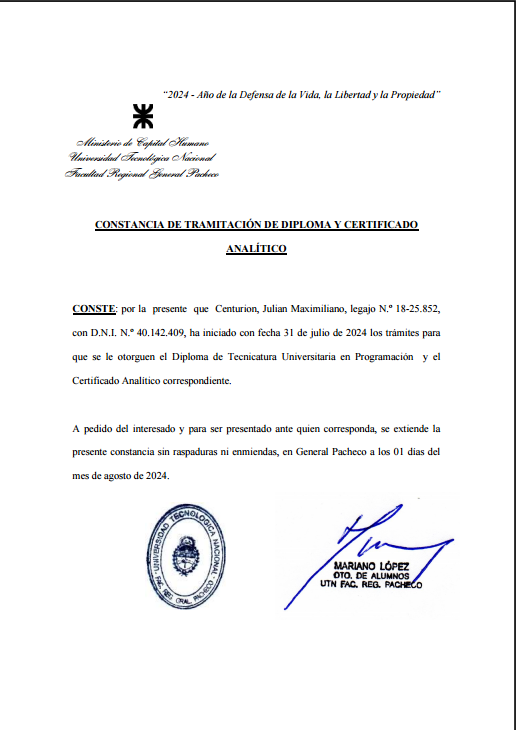 “2024 - Año de la Defensa de la Vida, la Libertad y la Propiedad”
Ministerio de Capital Humano
Universidad Tecnológica Nacional
Facultad Regional General Pacheco
CONSTANCIA DE TRAMITACIÓN DE DIPLOMA Y CERTIFICADO
ANALÍTICO
CONSTE: por la presente que Centurion, Julian Maximiliano, legajo N.º 18-25.852,
con D.N.I. N.º 40.142.409, ha iniciado con fecha 31 de julio de 2024 los trámites para
que se le otorguen el Diploma de Tecnicatura Universitaria en Programación y el
Certificado Analítico correspondiente.
A pedido del interesado y para ser presentado ante quien corresponda, se extiende la
presente constancia sin raspaduras ni enmiendas, en General Pacheco a los 01 días del
mes de agosto de 2024.
UNIVERSIDAD TECNOLOGICA NACIONAL
FAC. REG. GRAL. PACHECO
MARIANO LÓPEZ
DTO. DE ALUMNOS
UTN FAC. REG. PACHECO